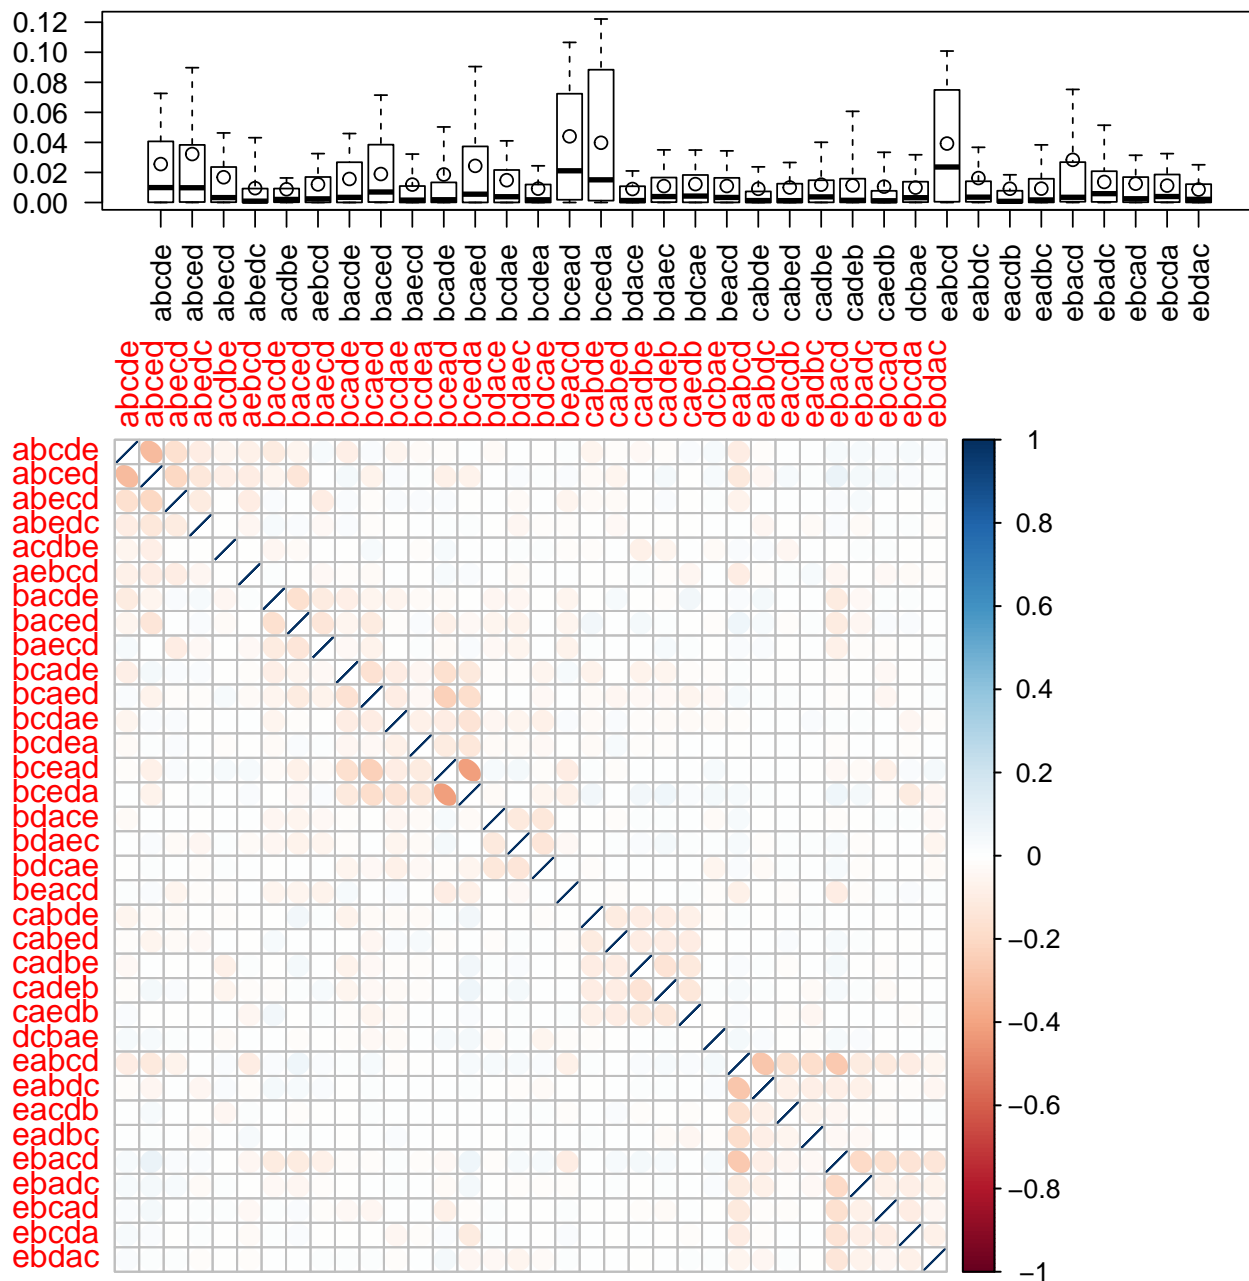 0.12
0.10
0.08
0.06
0.04
0.02
0.00
abcde abced abecd abedc acdbe aebcd bacde baced baecd bcade bcaed bcdae bcdea bcead bceda bdace bdaec bdcae beacd cabde cabed cadbe cadeb caedb dcbae eabcd eabdc eacdb eadbc ebacd ebadc ebcad ebcda ebdac
abcde abced abecd abedc acdbe aebcd bacde baced baecd bcade bcaed bcdae bcdea bcead bceda bdace bdaec bdcae beacd cabde cabed cadbe cadeb caedb dcbae eabcd eabdc eacdb eadbc ebacd ebadc ebcad ebcda ebdac
abcde
abced
abecd
abedc
acdbe
aebcd
bacde
baced
baecd
bcade
bcaed
bcdae
bcdea
bcead
bceda
bdace
bdaec
bdcae
beacd
cabde
cabed
cadbe
cadeb
caedb
dcbae
eabcd
eabdc
eacdb
eadbc
ebacd
ebadc
ebcad
ebcda
ebdac
1
0.8
0.6
0.4
0.2
0
−0.2
−0.4
−0.6
−0.8
−1